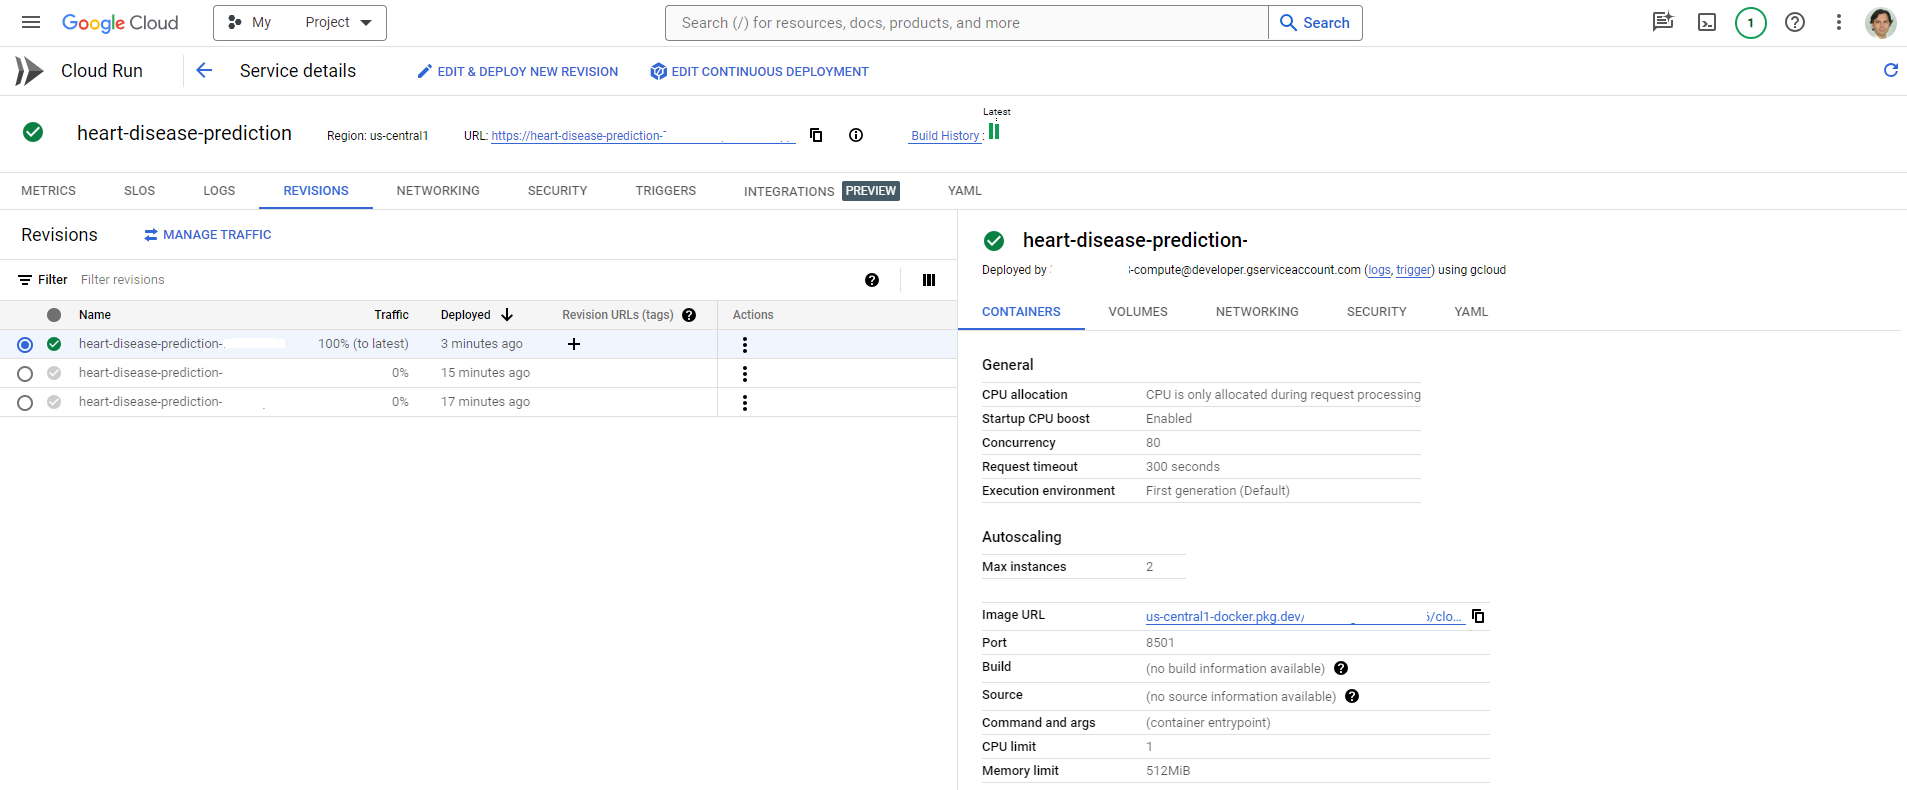 Google Cloud My Project Search (/) for resources, docs, products, and more Search 1
Cloud Run Service details EDIT & DEPLOY NEW REVISION EDIT CONTINUOUS DEPLOYMENT
Latest
heart-disease-prediction Region: us-central1 URL: https://heart-disease-prediction- Build History :
METRICS SLOS LOGS REVISIONS NETWORKING SECURITY TRIGGERS INTEGRATIONS PREVIEW YAML
Revisions MANAGE TRAFFIC
Filter Filter revisions
Name Traffic Deployed Revision URLs (tags) Actions
heart-disease-prediction- 100% (to latest) 3 minutes ago
heart-disease-prediction- 0% 15 minutes ago
heart-disease-prediction- 0% 17 minutes ago
heart-disease-prediction-
Deployed by -compute@developer.gserviceaccount.com (logs, trigger) using gcloud
CONTAINERS VOLUMES NETWORKING SECURITY YAML
General
CPU allocation CPU is only allocated during request processing
Startup CPU boost Enabled
Concurrency 80
Request timeout 300 seconds
Execution environment First generation (Default)
Autoscaling
Max instances 2
Image URL us-central1-docker.pkg.dev/ /clo...
Port 8501
Build (no build information available)
Source (no source information available)
Command and args (container entrypoint)
CPU limit 1
Memory limit 512MiB